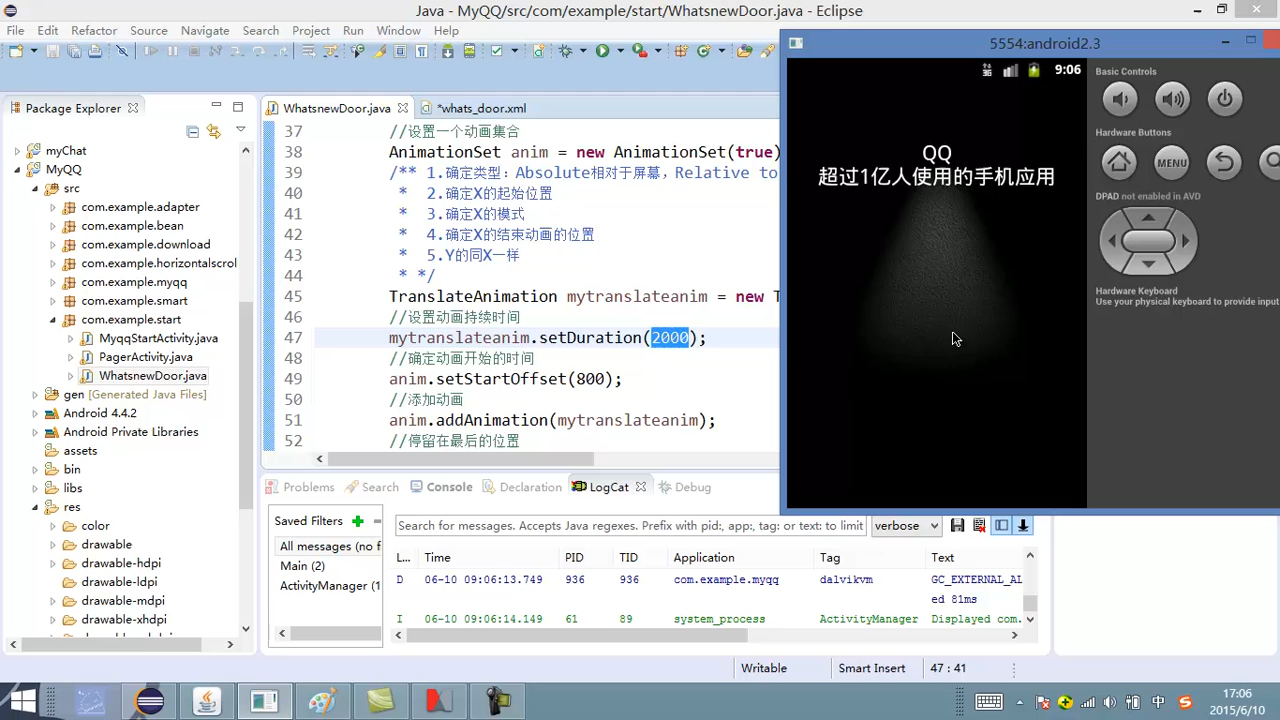 Java - MyQQ/src/com/example/start/WhatsnewDoor.java - Eclipse
File Edit Refactor Source Navigate Search Project Run Window Help
Package Explorer
myChat
MyQQ
src
com.example.adapter
com.example.bean
com.example.download
com.example.horizontalscrol
com.example.myqq
com.example.smart
com.example.start
MyqqStartActivity.java
PagerActivity.java
WhatsnewDoor.java
gen [Generated Java Files]
Android 4.4.2
Android Private Libraries
assets
bin
libs
res
color
drawable
drawable-hdpi
drawable-ldpi
drawable-mdpi
drawable-xhdpi
WhatsnewDoor.java
*whats_door.xml
37 //设置一个动画集合
38 AnimationSet anim = new AnimationSet(true)
39 /** 1.确定类型：Absolute相对于屏幕，Relative to
40 * 2.确定X的起始位置
41 * 3.确定X的模式
42 * 4.确定X的结束动画的位置
43 * 5.Y的同X一样
44 * */
45 TranslateAnimation mytranslateanim = new T
46 //设置动画持续时间
47 mytranslateanim.setDuration(2000);
48 //确定动画开始的时间
49 anim.setStartOffset(800);
50 //添加动画
51 anim.addAnimation(mytranslateanim);
52 //停留在最后的位置
5554:android2.3
3G 9:06
QQ
超过1亿人使用的手机应用
Basic Controls
Hardware Buttons
MENU
DPAD not enabled in AVD
Hardware Keyboard
Use your physical keyboard to provide input
Problems Search Console Declaration LogCat Debug
Saved Filters
All messages (no f
Main (2)
ActivityManager (1
Search for messages. Accepts Java regexes. Prefix with pid:, app:, tag: or text: to limit
verbose
L... Time PID TID Application Tag Text
D 06-10 09:06:13.749 936 936 com.example.myqq dalvikvm GC_EXTERNAL_AL
ed 81ms
I 06-10 09:06:14.149 61 89 system_process ActivityManager Displayed com.
Writable Smart Insert 47 : 41
中
17:06
2015/6/10